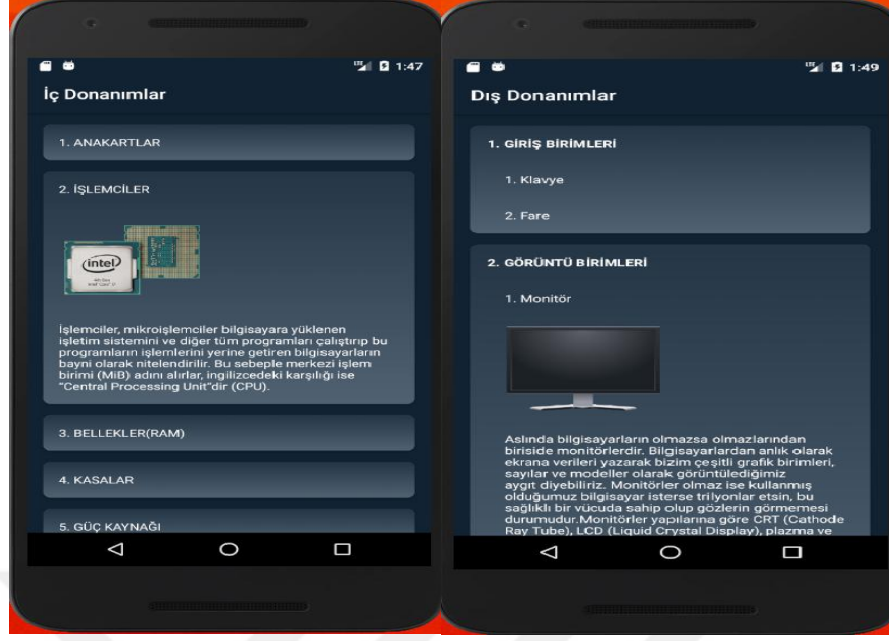 1:47
İç Donanımlar
1. ANAKARTLAR
2. İŞLEMCİLER
intel
İşlemciler, mikroişlemciler bilgisayara yüklenen
işletim sistemini ve diğer tüm programları çalıştırıp bu
programların işlemlerini yerine getiren bilgisayarların
bayni olarak nitelendirilir. Bu sebeple merkezi işlem
birimi (MiB) adını alırlar, ingilizcedeki karşılığı ise
"Central Processing Unit"dir (CPU).
3. BELLEKLER(RAM)
4. KASALAR
5. GÜÇ KAYNAĞI
1:49
Dış Donanımlar
1. GİRİŞ BİRİMLERİ
1. Klavye
2. Fare
2. GÖRÜNTÜ BİRİMLERİ
1. Monitör
Aslında bilgisayarların olmazsa olmazlarından
biriside monitörlerdir. Bilgisayarlardan anlık olarak
ekrana verileri yazarak bizim çeşitli grafik birimleri,
sayılar ve modeller olarak görüntülediğimiz
aygıt diyebiliriz. Monitörler olmaz ise kullanmış
olduğumuz bilgisayar isterse trilyonlar etsin, bu
sağlıklı bir vücuda sahip olup gözlerin görmemesi
durumudur.Monitörler yapılarına göre CRT (Cathode
Ray Tube), LCD (Liquid Crystal Display), plazma ve